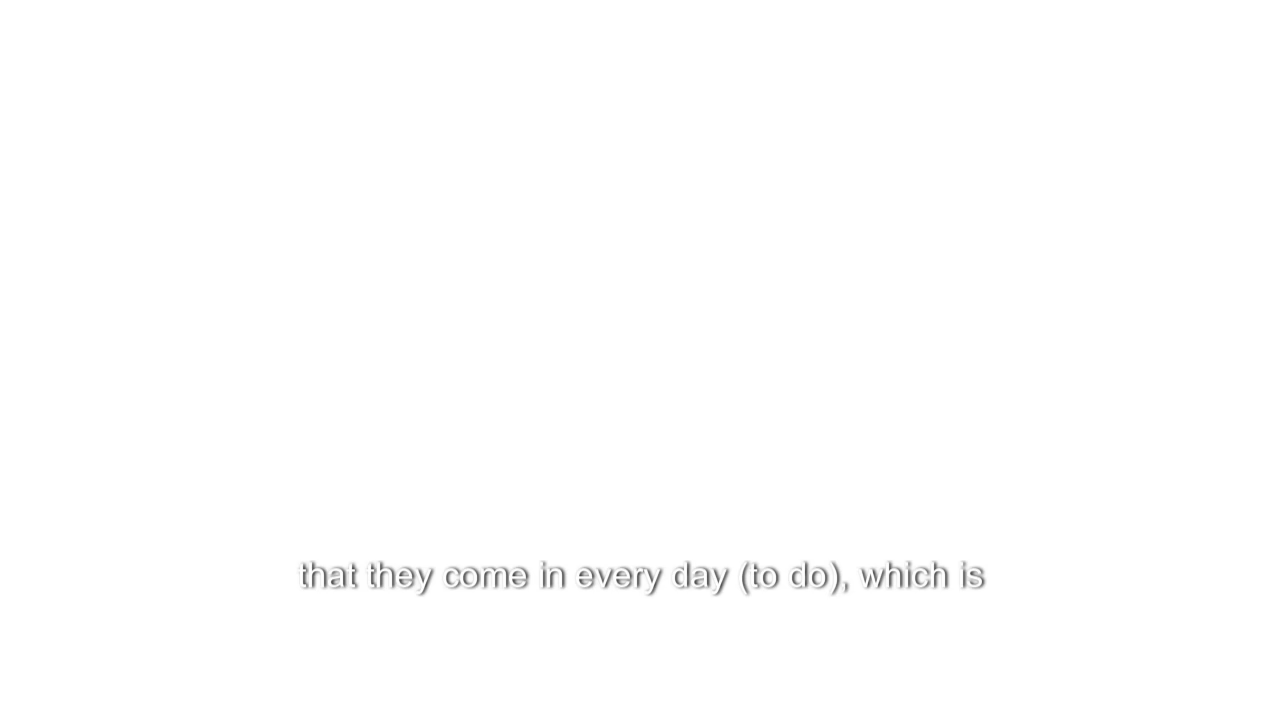 that they come in every day (to do), which is